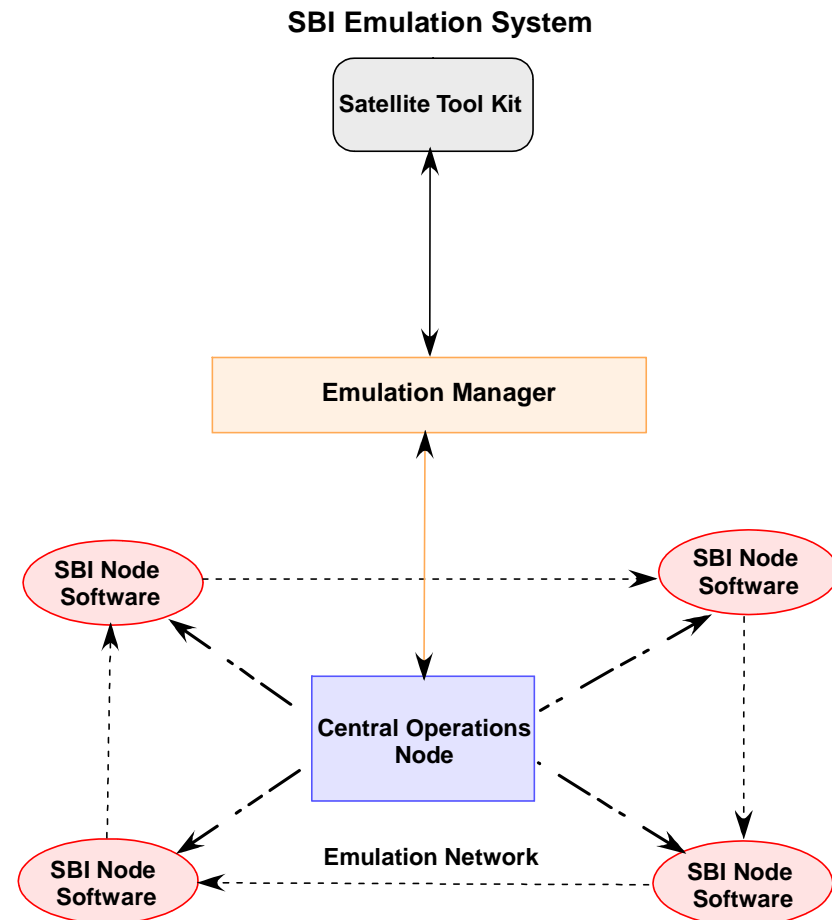 SBI Emulation System
Satellite Tool Kit
Emulation Manager
SBI Node
Software
SBI Node
Software
Central Operations
Node
Emulation Network
SBI Node
Software
SBI Node
Software